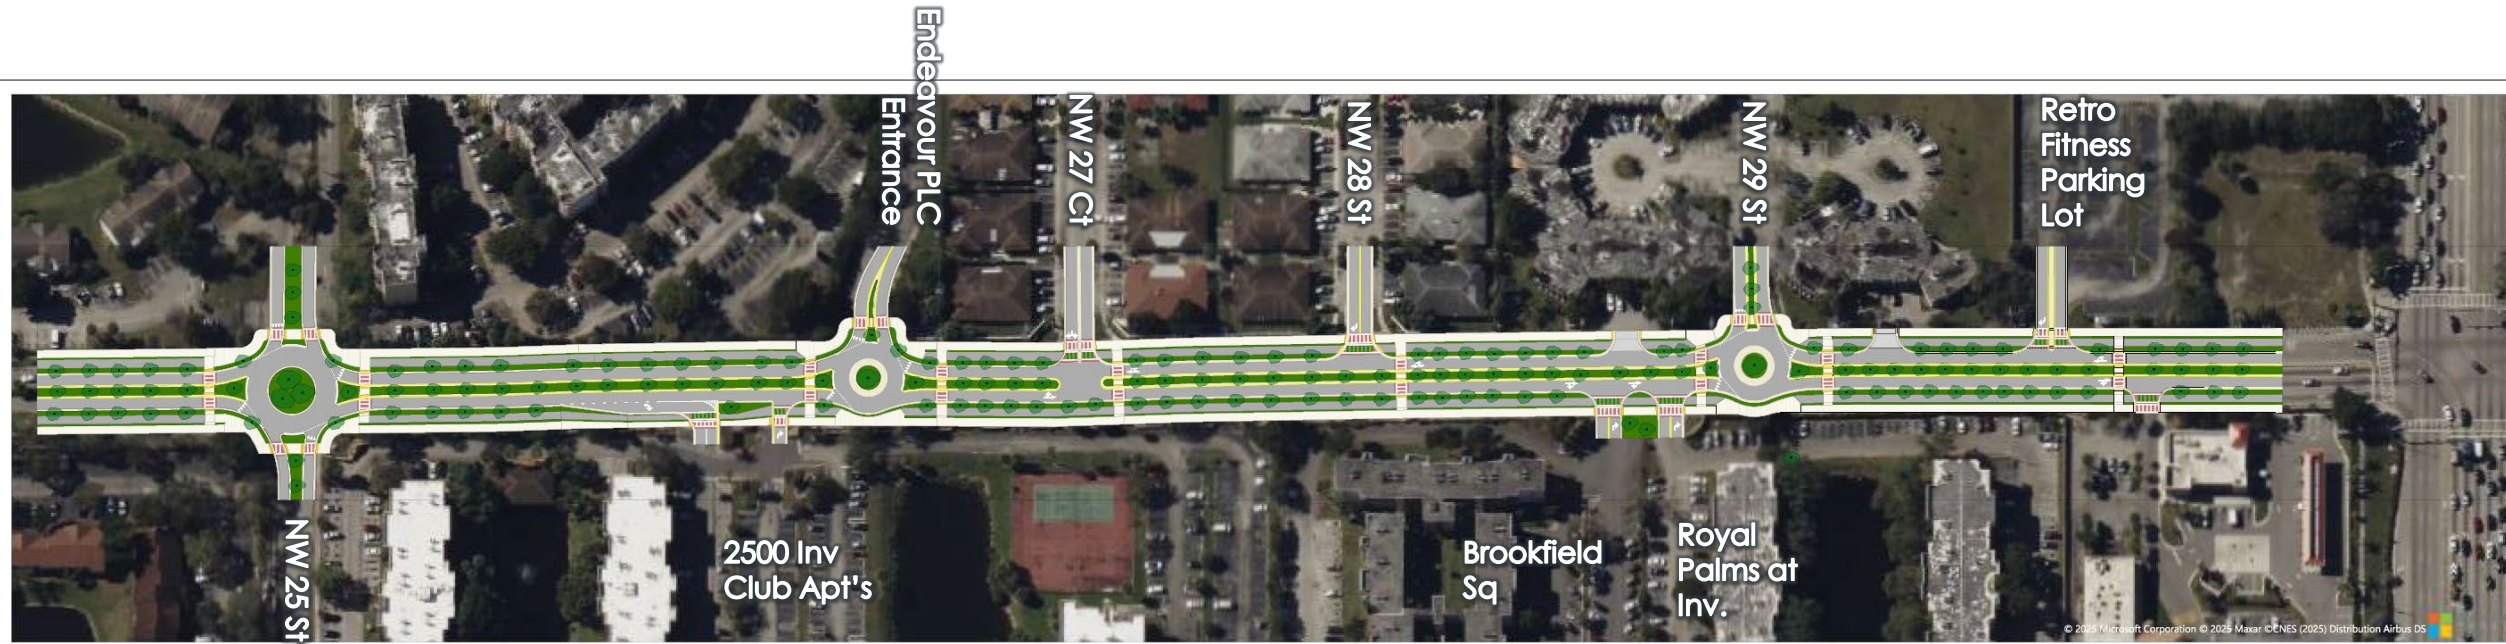 Endeavour PLC
Entrance
NW 27 Ct
NW 28 St
NW 29 St
Retro
Fitness
Parking
Lot
NW 25 St
2500 Inv
Club Apt's
Brookfield
Sq
Royal
Palms at
Inv.
© 2025 Microsoft Corporation © 2025 Maxar ©CNES (2025) Distribution Airbus DS